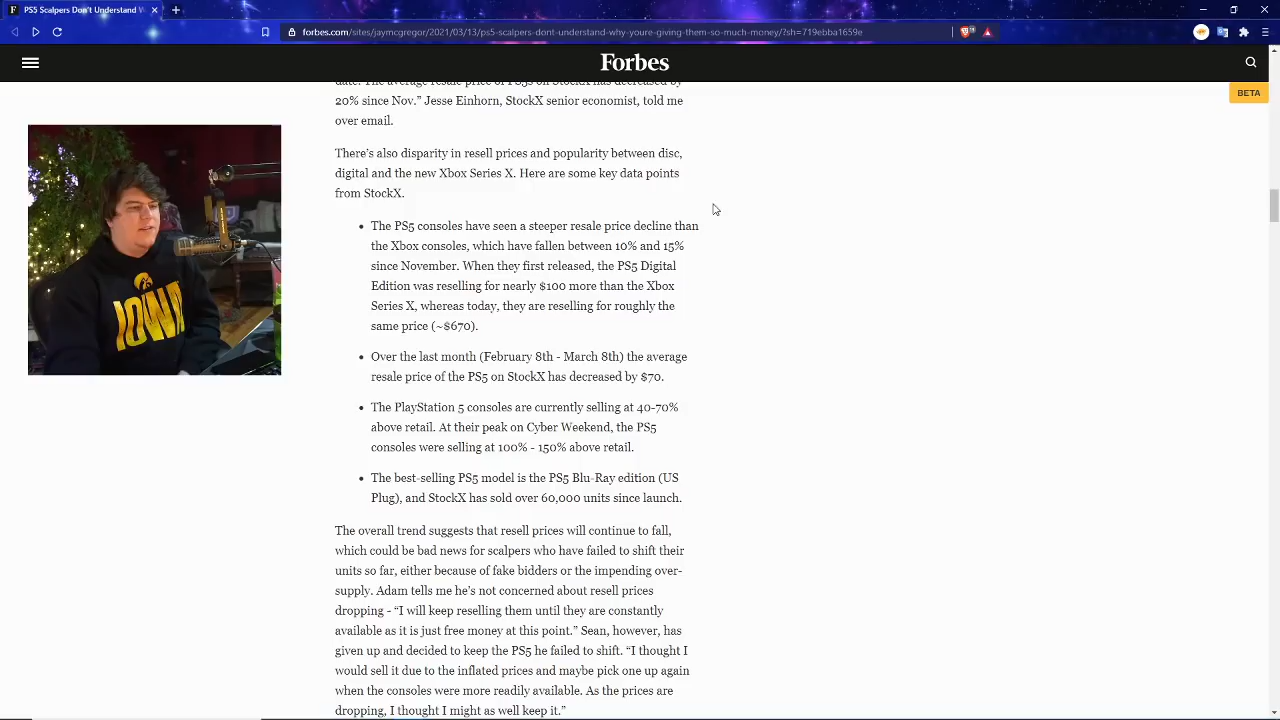 PS5 Scalpers Don't Understand W
forbes.com/sites/jaymcgregor/2021/03/13/ps5-scalpers-dont-understand-why-youre-giving-them-so-much-money/?sh=719ebba1659e
Forbes
BETA
20% since Nov.” Jesse Einhorn, StockX senior economist, told me
over email.
There’s also disparity in resell prices and popularity between disc,
digital and the new Xbox Series X. Here are some key data points
from StockX.
The PS5 consoles have seen a steeper resale price decline than
the Xbox consoles, which have fallen between 10% and 15%
since November. When they first released, the PS5 Digital
Edition was reselling for nearly $100 more than the Xbox
Series X, whereas today, they are reselling for roughly the
same price (~$670).
Over the last month (February 8th - March 8th) the average
resale price of the PS5 on StockX has decreased by $70.
The PlayStation 5 consoles are currently selling at 40-70%
above retail. At their peak on Cyber Weekend, the PS5
consoles were selling at 100% - 150% above retail.
The best-selling PS5 model is the PS5 Blu-Ray edition (US
Plug), and StockX has sold over 60,000 units since launch.
The overall trend suggests that resell prices will continue to fall,
which could be bad news for scalpers who have failed to shift their
units so far, either because of fake bidders or the impending over-
supply. Adam tells me he’s not concerned about resell prices
dropping - “I will keep reselling them until they are constantly
available as it is just free money at this point.” Sean, however, has
given up and decided to keep the PS5 he failed to shift. “I thought I
would sell it due to the inflated prices and maybe pick one up again
when the consoles were more readily available. As the prices are
dropping, I thought I might as well keep it.”
IOWA